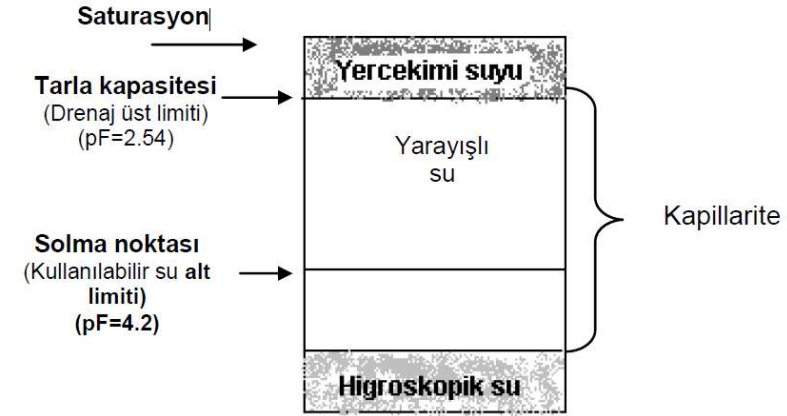 Saturasyon
Yercekimi suyu
Tarla kapasitesi
(Drenaj üst limiti)
(pF=2.54)
Yarayışlı
su
Kapillarite
Solma noktası
(Kullanılabilir su alt
limiti)
(pF=4.2)
Higroskopik su